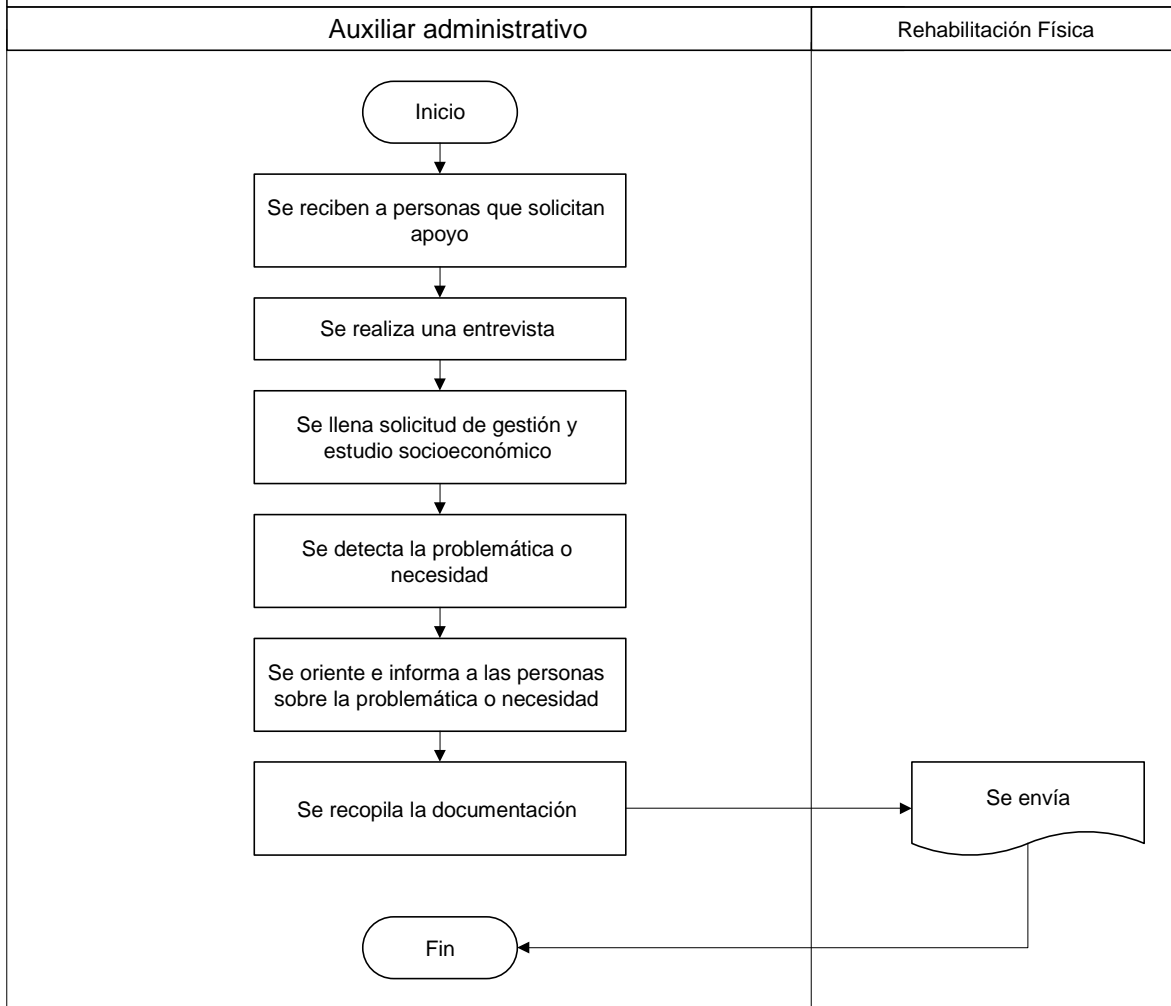 Auxiliar administrativo
Rehabilitación Física
Inicio
Se reciben a personas que solicitan
apoyo
Se realiza una entrevista
Se llena solicitud de gestión y
estudio socioeconómico
Se detecta la problemática o
necesidad
Se oriente e informa a las personas
sobre la problemática o necesidad
Se recopila la documentación
Se envía
Fin